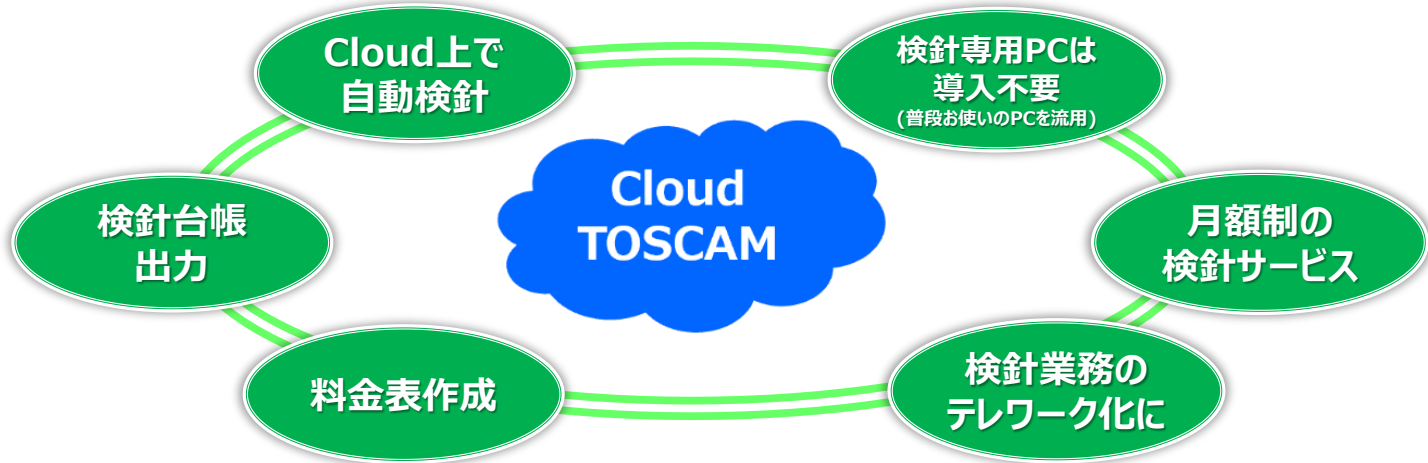 Cloud上で
自動検針
検針専用PCは
導入不要
(普段お使いのPCを流用)
Cloud
TOSCAM
検針台帳
出力
月額制の
検針サービス
料金表作成
検針業務の
テレワーク化に